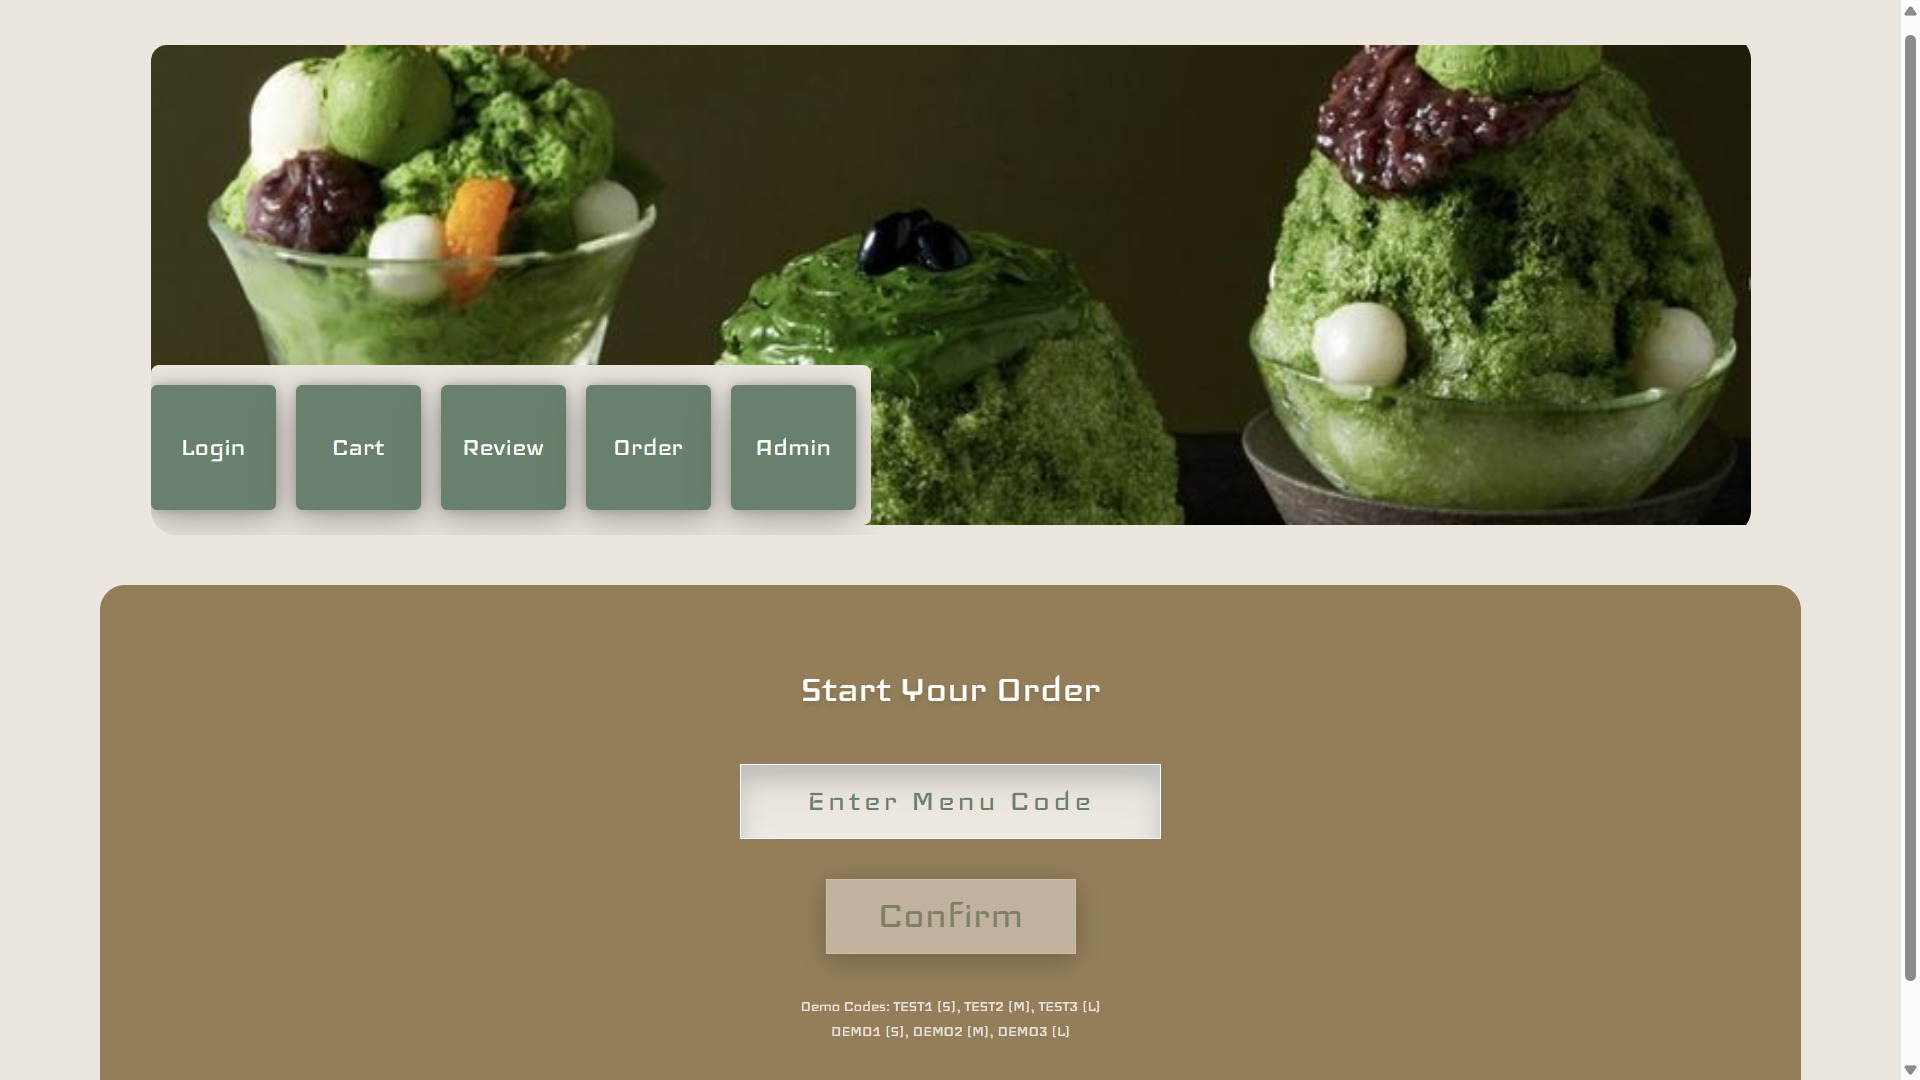 Login
Cart
Review
Order
Admin
Start Your Order
Enter Menu Code
Confirm
Demo Codes: TEST1 (S), TEST2 (M), TEST3 (L)
DEMO1 (S), DEMO2 (M), DEMO3 (L)